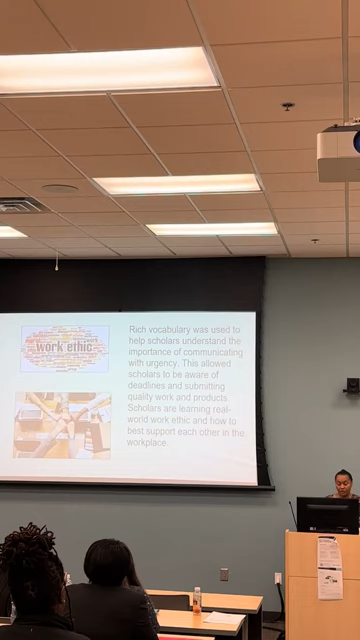 work ethic
Rich vocabulary was used to
help scholars understand the
importance of communicating
with urgency. This allowed
scholars to be aware of
deadlines and submitting
quality work and products.
Scholars are learning real-
world work ethic and how to
best support each other in the
workplace.